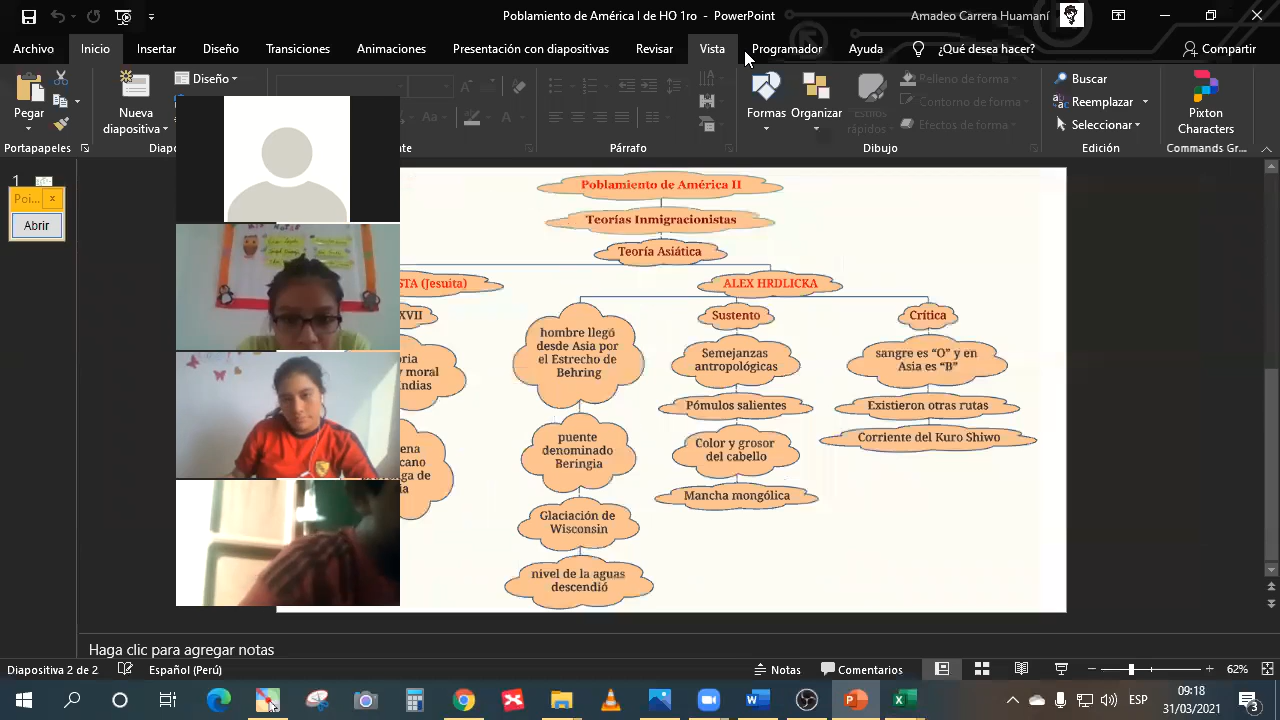 Poblamiento de América I de HO 1ro - PowerPoint
Amadeo Carrera Huamaní
Archivo Inicio Insertar Diseño Transiciones Animaciones Presentación con diapositivas Revisar Vista Programador Ayuda ¿Qué desea hacer? Compartir
Pegar
Nueva
diapositiva
Diseño
Formas
Organizar
Estilos
rápidos
Relleno de forma
Contorno de forma
Efectos de forma
Buscar
Reemplazar
Seleccionar
Pixton
Characters
Portapapeles
Párrafo
Dibujo
Edición
Commands Gr...
1
Abrir
Poblamiento de América II
Teorías Inmigracionistas
Teoría Asiática
STA (Jesuita)
XVII
ALEX HRDLICKA
hombre llegó
desde Asia por
el Estrecho de
Behring
puente
denominado
Beringia
Glaciación de
Wisconsin
nivel de la aguas
descendió
Sustento
Semejanzas
antropológicas
Pómulos salientes
Color y grosor
del cabello
Mancha mongólica
Crítica
sangre es “O” y en
Asia es “B”
Existieron otras rutas
Corriente del Kuro Shiwo
Haga clic para agregar notas
Diapositiva 2 de 2 Español (Perú) Notas Comentarios 62%
ESP
09:18
31/03/2021
3